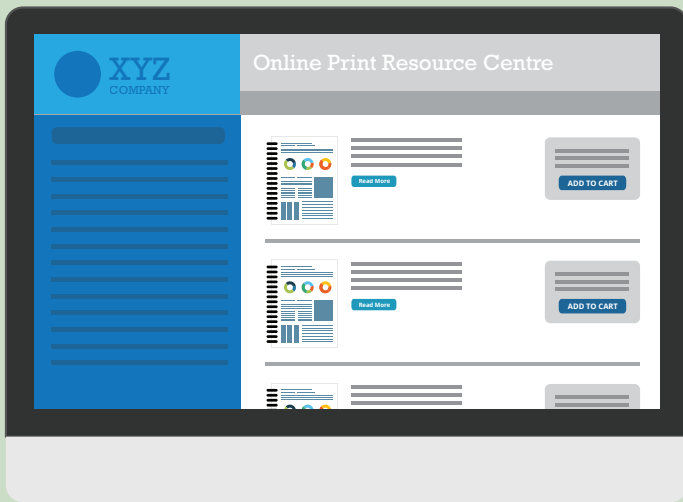 XYZ
COMPANY
Online Print Resource Centre
Read More
ADD TO CART
Read More
ADD TO CART